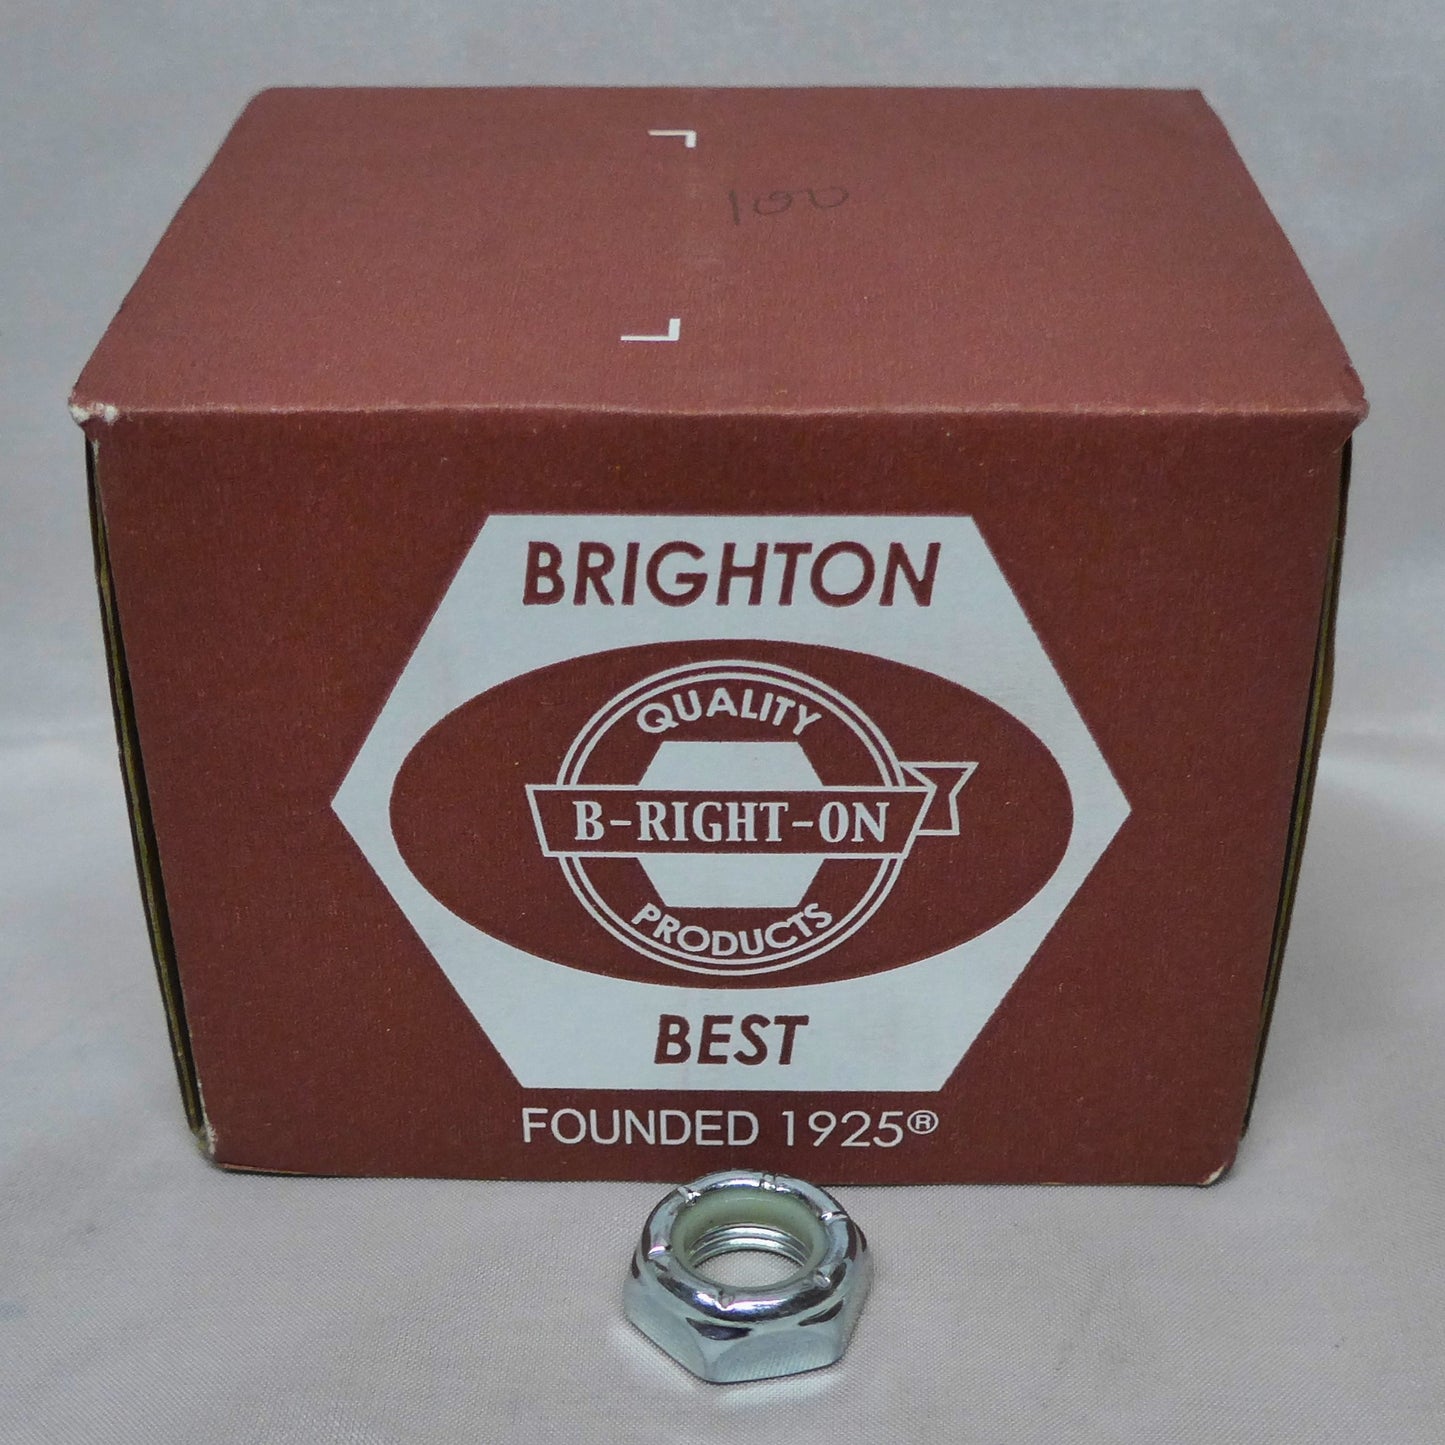 100
BRIGHTON
QUALITY
B-RIGHT-ON
PRODUCTS
BEST
FOUNDED 1925®